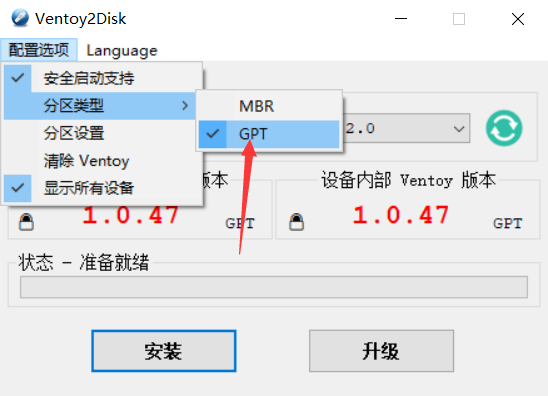 Ventoy2Disk
配置选项 Language
安全启动支持
分区类型
MBR
分区设置
GPT
2.0
清除 Ventoy
显示所有设备
版本
设备内部 Ventoy 版本
1.0.47 GPT
1.0.47 GPT
状态 - 准备就绪
安装
升级